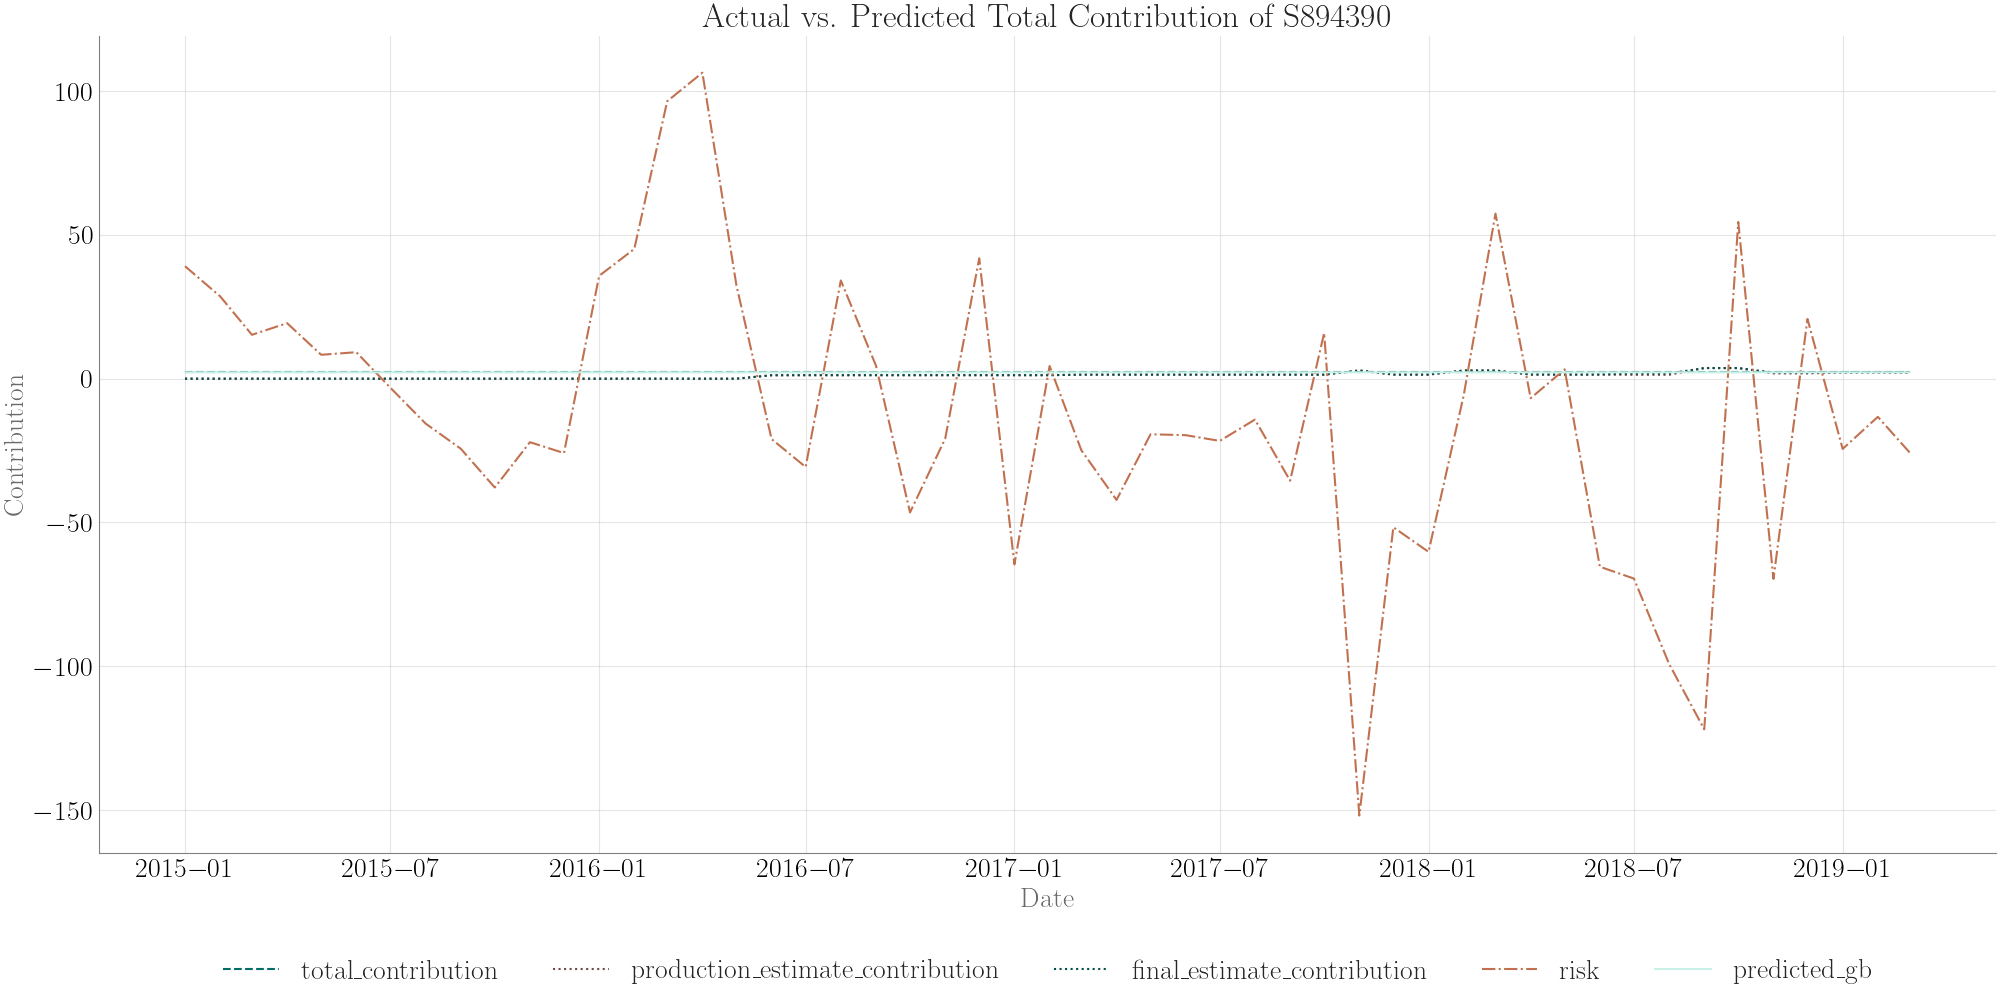 Actual vs. Predicted Total Contribution of S894390
100
50
0
−50
−100
−150
Contribution
2015−01 2015−07 2016−01 2016−07 2017−01 2017−07 2018−01 2018−07 2019−01
Date
total_contribution production_estimate_contribution final_estimate_contribution risk predicted_gb